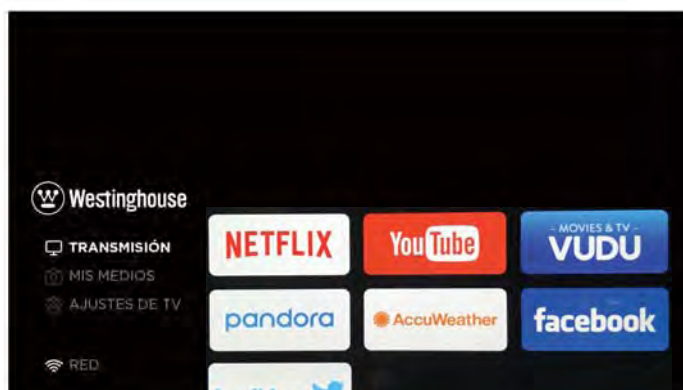 Westinghouse
TRANSMISIÓN
MIS MEDIOS
AJUSTES DE TV
RED
NETFLIX
YouTube
- MOVIES & TV -
VUDU
pandora
AccuWeather
facebook